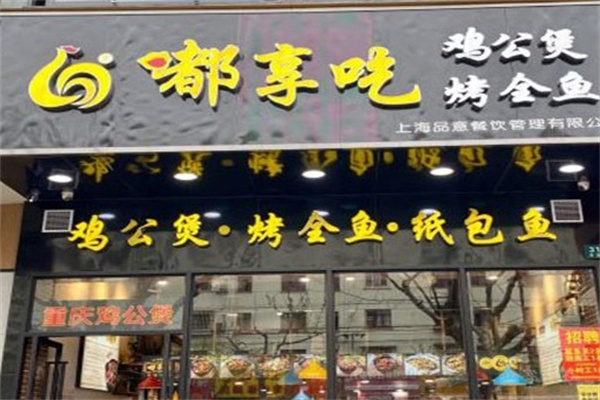 嘟享吃
鸡公煲
烤全鱼
上海品意餐饮管理有限公
鸡公煲·烤全鱼·纸包鱼
重庆鸡公煲
招聘